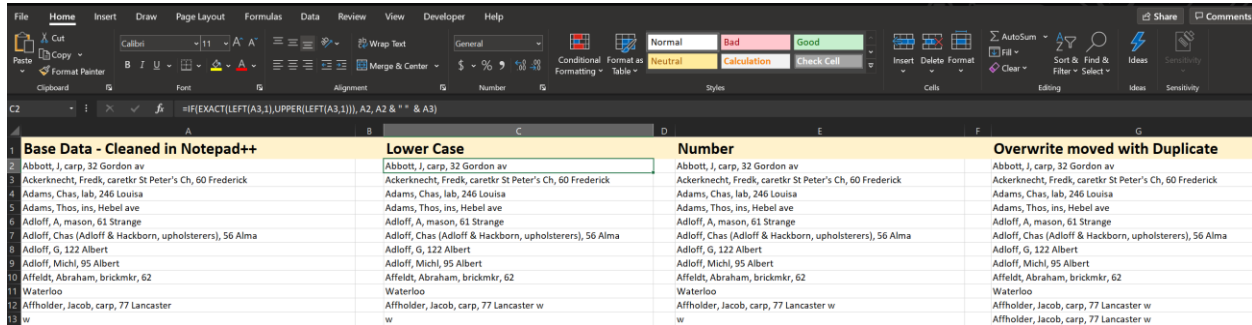 File Home Insert Draw Page Layout Formulas Data Review View Developer Help Share Comments
Cut
Copy
Format Painter
Paste
Calibri 11 A A
B I U A
Wrap Text
Merge & Center
General
$ % 9
Conditional Formatting
Format as Table
Normal Bad Good
Neutral Calculation Check Cell
Insert Delete Format
AutoSum
Fill
Clear
Sort & Filter
Find & Select
Ideas
Sensitivity
Clipboard Font Alignment Number Styles Cells Editing Ideas Sensitivity
C2 fx =IF(EXACT(LEFT(A3,1),UPPER(LEFT(A3,1))), A2, A2 & " " & A3)
A B C D E F G
1 Base Data - Cleaned in Notepad++ Lower Case Number Overwrite moved with Duplicate
2 Abbott, J, carp, 32 Gordon av Abbott, J, carp, 32 Gordon av Abbott, J, carp, 32 Gordon av Abbott, J, carp, 32 Gordon av
3 Ackerknecht, Fredk, caretkr St Peter's Ch, 60 Frederick Ackerknecht, Fredk, caretkr St Peter's Ch, 60 Frederick Ackerknecht, Fredk, caretkr St Peter's Ch, 60 Frederick Ackerknecht, Fredk, caretkr St Peter's Ch, 60 Frederick
4 Adams, Chas, lab, 246 Louisa Adams, Chas, lab, 246 Louisa Adams, Chas, lab, 246 Louisa Adams, Chas, lab, 246 Louisa
5 Adams, Thos, ins, Hebel ave Adams, Thos, ins, Hebel ave Adams, Thos, ins, Hebel ave Adams, Thos, ins, Hebel ave
6 Adloff, A, mason, 61 Strange Adloff, A, mason, 61 Strange Adloff, A, mason, 61 Strange Adloff, A, mason, 61 Strange
7 Adloff, Chas (Adloff & Hackborn, upholsterers), 56 Alma Adloff, Chas (Adloff & Hackborn, upholsterers), 56 Alma Adloff, Chas (Adloff & Hackborn, upholsterers), 56 Alma Adloff, Chas (Adloff & Hackborn, upholsterers), 56 Alma
8 Adloff, G, 122 Albert Adloff, G, 122 Albert Adloff, G, 122 Albert Adloff, G, 122 Albert
9 Adloff, Michl, 95 Albert Adloff, Michl, 95 Albert Adloff, Michl, 95 Albert Adloff, Michl, 95 Albert
10 Affeldt, Abraham, brickmkr, 62 Affeldt, Abraham, brickmkr, 62 Affeldt, Abraham, brickmkr, 62 Affeldt, Abraham, brickmkr, 62
11 Waterloo Waterloo Waterloo Waterloo
12 Affholder, Jacob, carp, 77 Lancaster Affholder, Jacob, carp, 77 Lancaster w Affholder, Jacob, carp, 77 Lancaster w Affholder, Jacob, carp, 77 Lancaster w
13 w w w Affholder, Jacob, carp, 77 Lancaster w